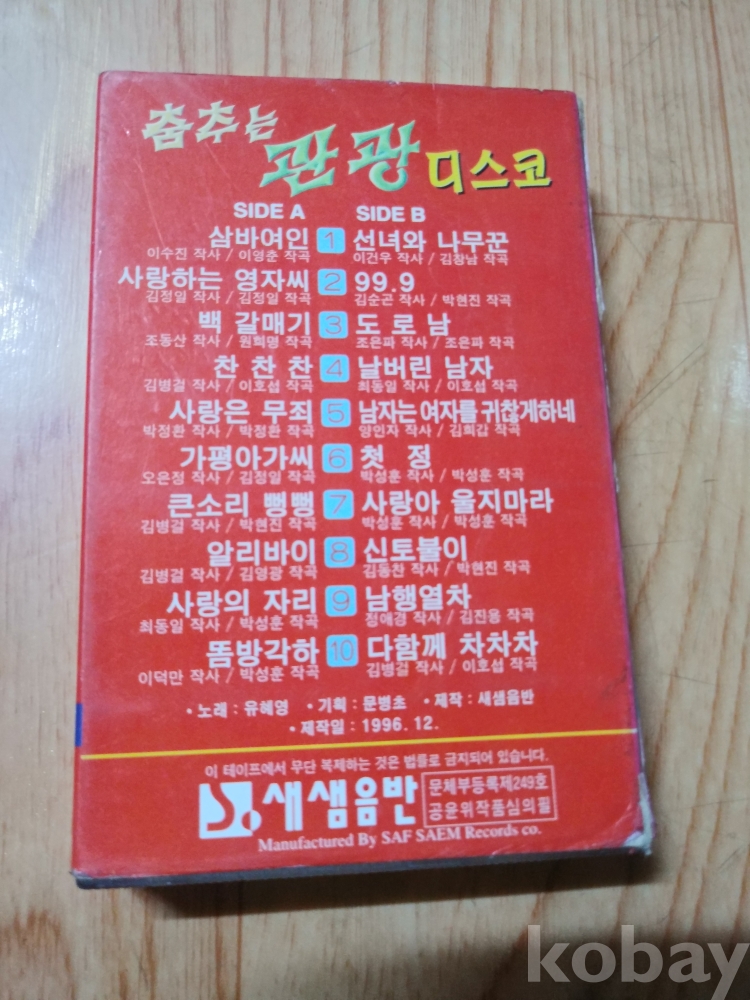 춤추는 관광 디스코
SIDE A SIDE B
삼바여인 1 선녀와 나무꾼
이수진 작사 / 이영춘 작곡 이건우 작사 / 김창남 작곡
사랑하는 영자씨 2 99.9
김정일 작사 / 김정일 작곡 김순곤 작사 / 박현진 작곡
백 갈매기 3 도로남
조동산 작사 / 원희명 작곡 조은파 작사 / 조은파 작곡
찬 찬 찬 4 날버린 남자
김병걸 작사 / 이호섭 작곡 최동일 작사 / 이호섭 작곡
사랑은 무죄 5 남자는 여자를 귀찮게하네
박정환 작사 / 박정환 작곡 양인자 작사 / 김희갑 작곡
가평아가씨 6 첫 정
오은정 작사 / 김정일 작곡 박성훈 작사 / 박성훈 작곡
큰소리 뻥뻥 7 사랑아 울지마라
김병걸 작사 / 박현진 작곡 박성훈 작사 / 박성훈 작곡
알리바이 8 신토불이
김병걸 작사 / 김영광 작곡 김동찬 작사 / 박현진 작곡
사랑의 자리 9 남행열차
최동일 작사 / 박성훈 작곡 정애경 작사 / 김진용 작곡
똠방각하 10 다함께 차차차
이덕만 작사 / 박성훈 작곡 김병걸 작사 / 이호섭 작곡
•노래 : 유혜영 •기획 : 문병초 •제작 : 새샘음반
•제작일 : 1996. 12.
이 테이프에서 무단 복제하는 것은 법률로 금지되어 있습니다.
새샘음반
문체부등록제249호
공윤위작품심의필
Manufactured By SAF SAEM Records co.
kobay